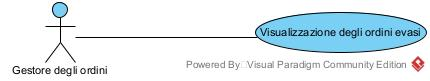 Visualizzazione degli ordini evasi
Gestore degli ordini
Powered By Visual Paradigm Community Edition